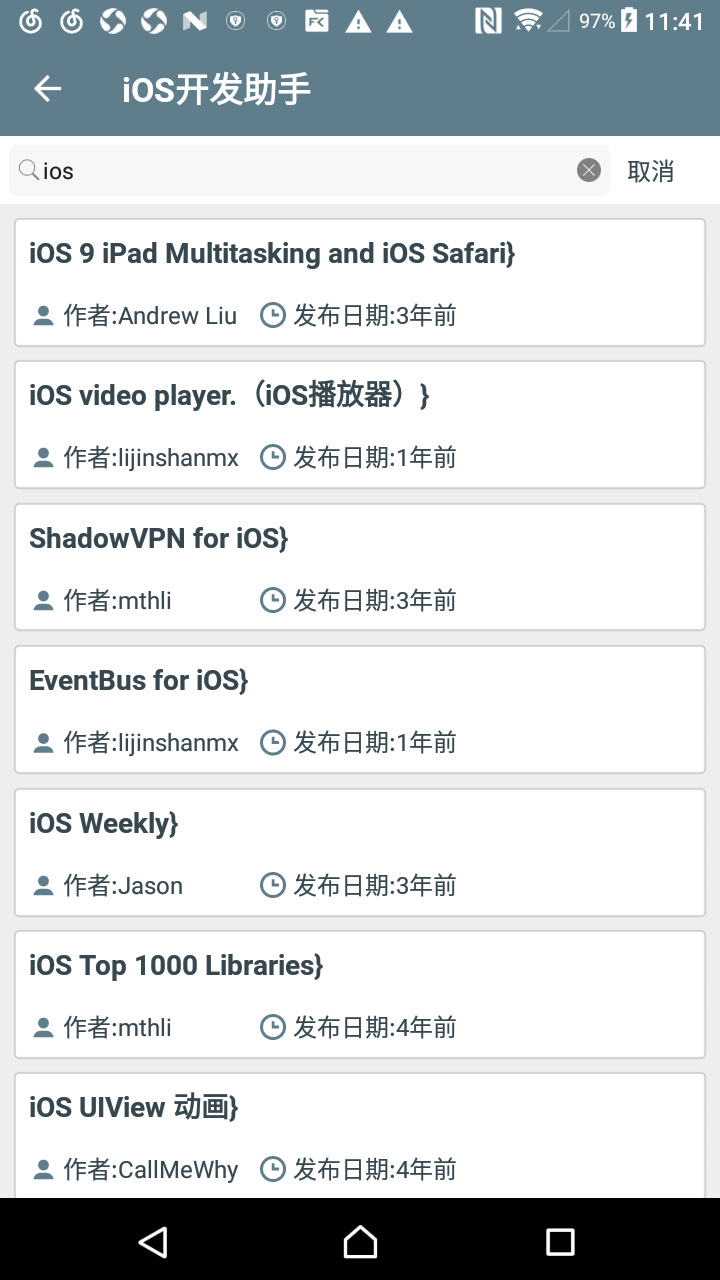 97% 11:41
iOS开发助手
ios 取消
iOS 9 iPad Multitasking and iOS Safari}
作者:Andrew Liu 发布日期:3年前
iOS video player.（iOS播放器）}
作者:lijinshanmx 发布日期:1年前
ShadowVPN for iOS}
作者:mthli 发布日期:3年前
EventBus for iOS}
作者:lijinshanmx 发布日期:1年前
iOS Weekly}
作者:Jason 发布日期:3年前
iOS Top 1000 Libraries}
作者:mthli 发布日期:4年前
iOS UIView 动画}
作者:CallMeWhy 发布日期:4年前